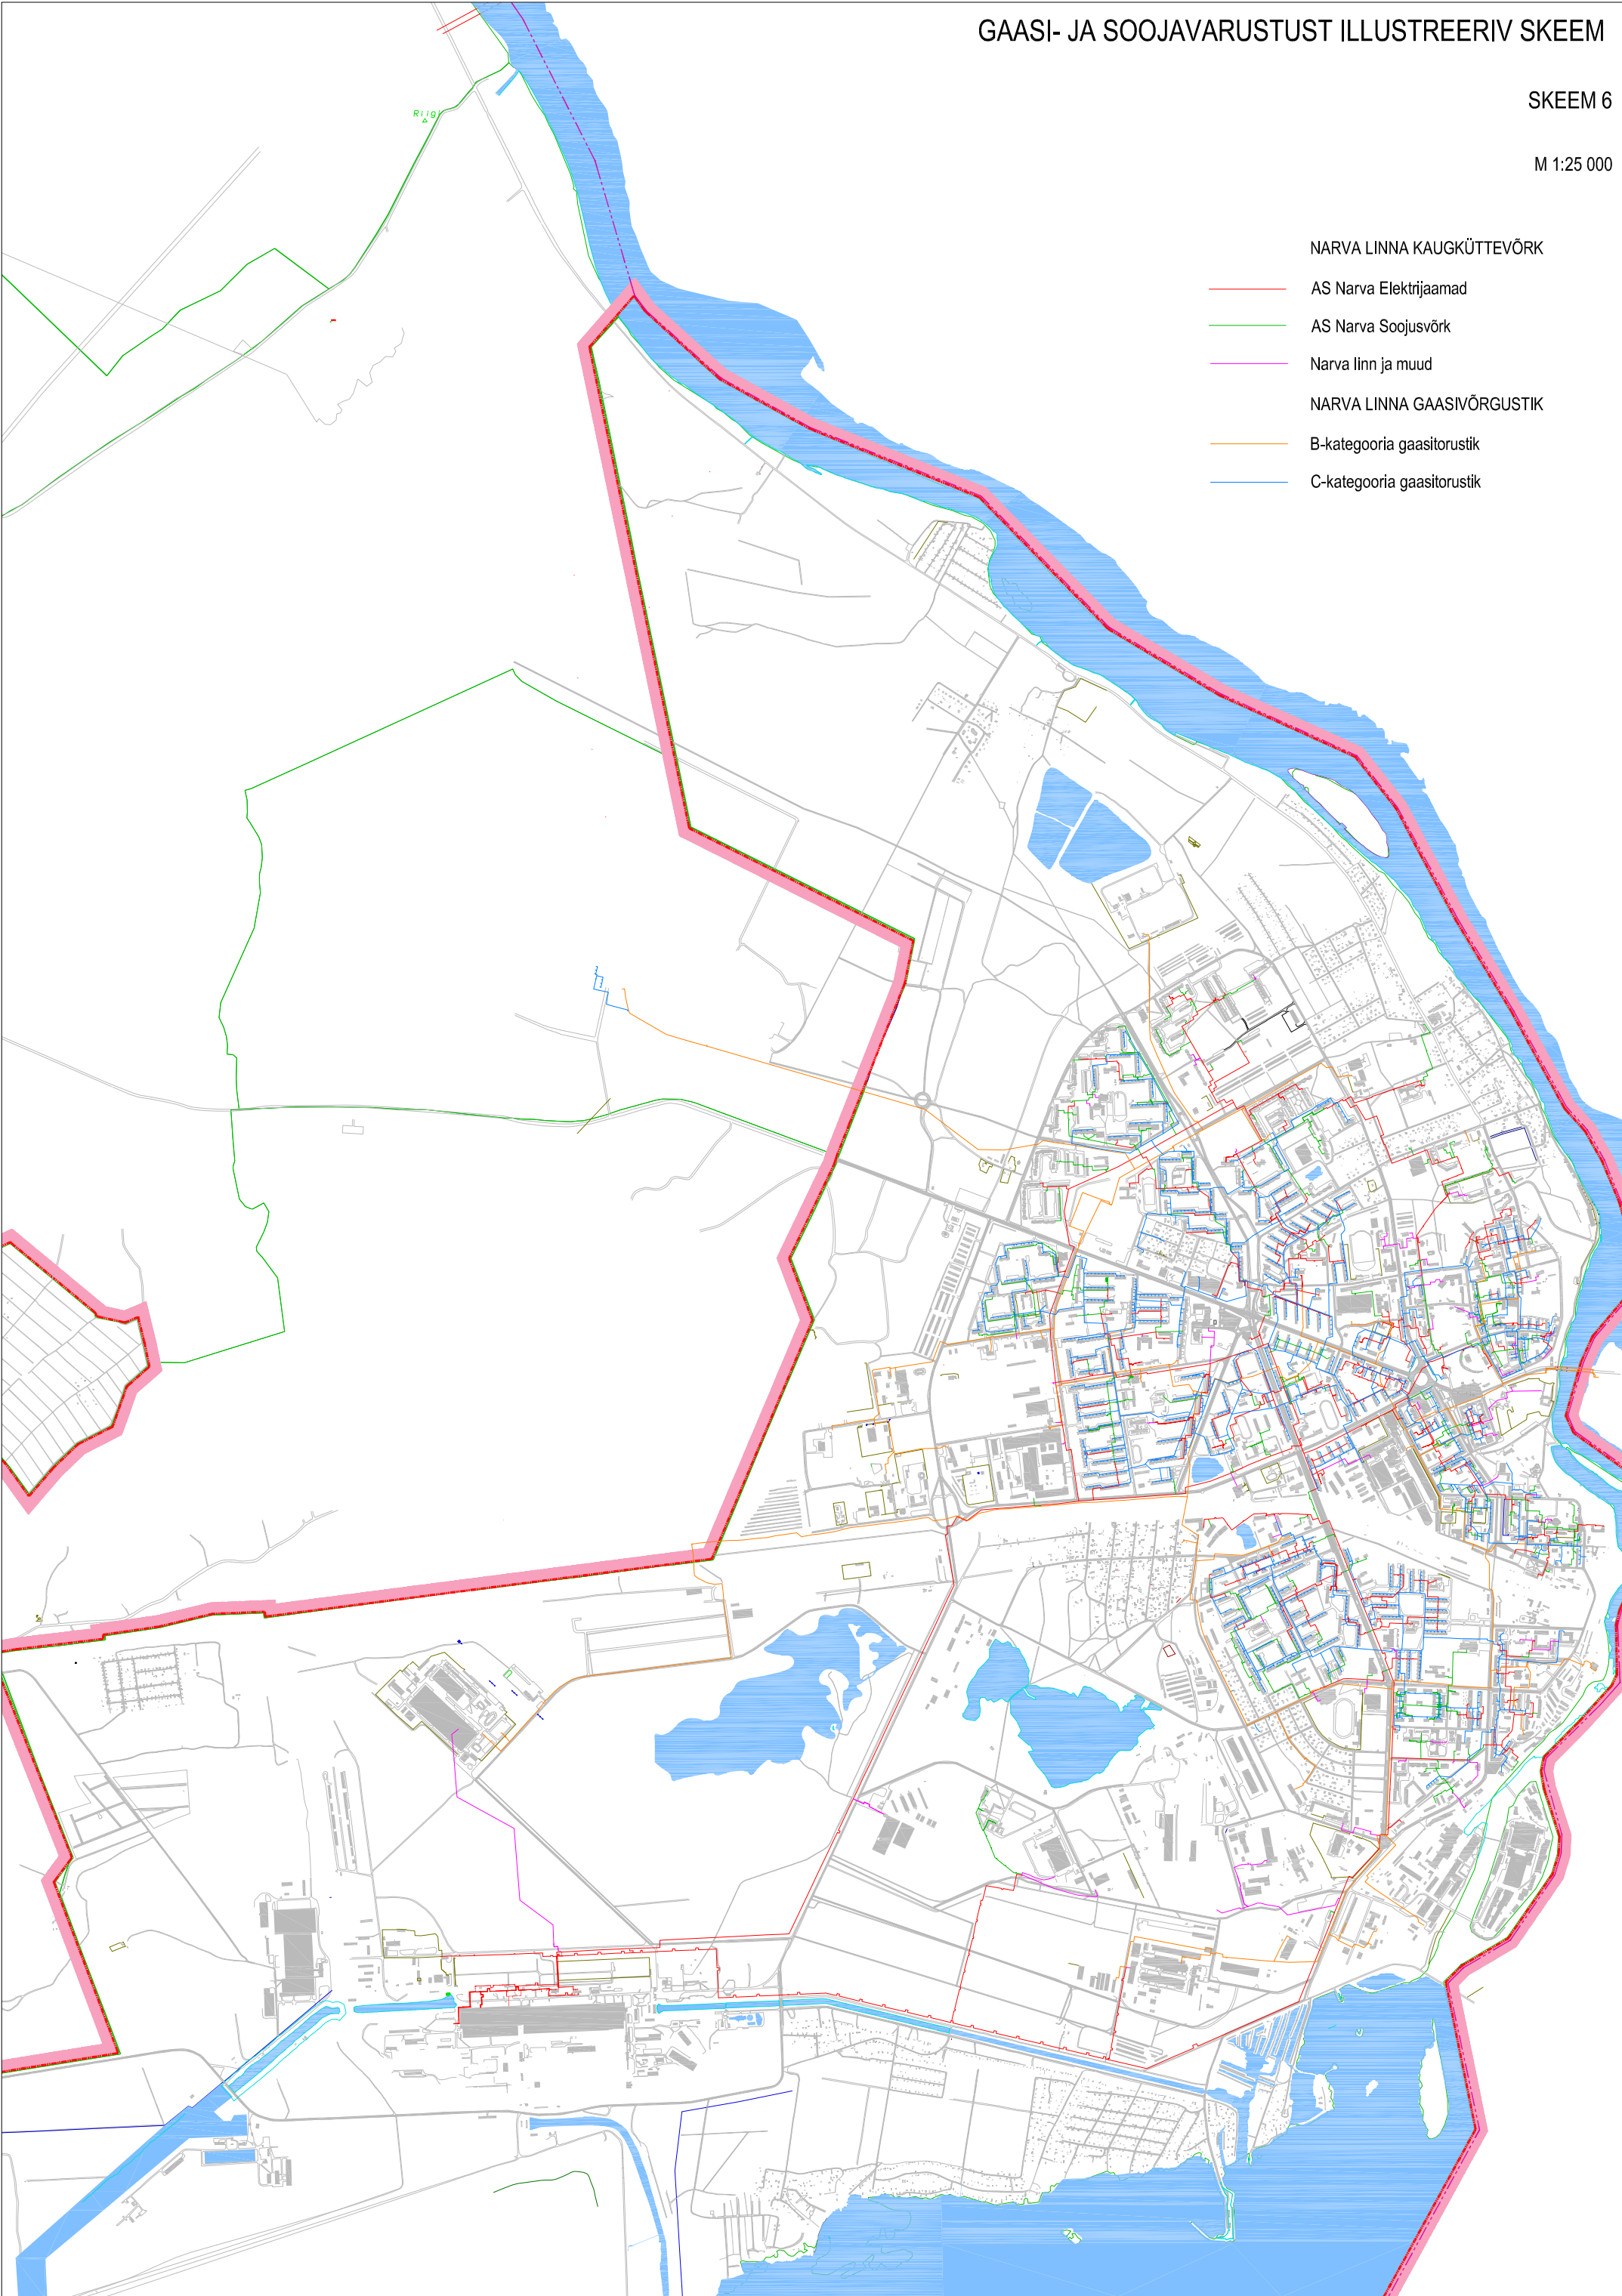 GAASI- JA SOOJAVARUSTUST ILLUSTREERIV SKEEM
SKEEM 6
M 1:25 000
NARVA LINNA KAUGKÜTTEVÕRK
AS Narva Elektrijaamad
AS Narva Soojusvõrk
Narva linn ja muud
NARVA LINNA GAASIVÕRGUSTIK
B-kategooria gaasitorustik
C-kategooria gaasitorustik